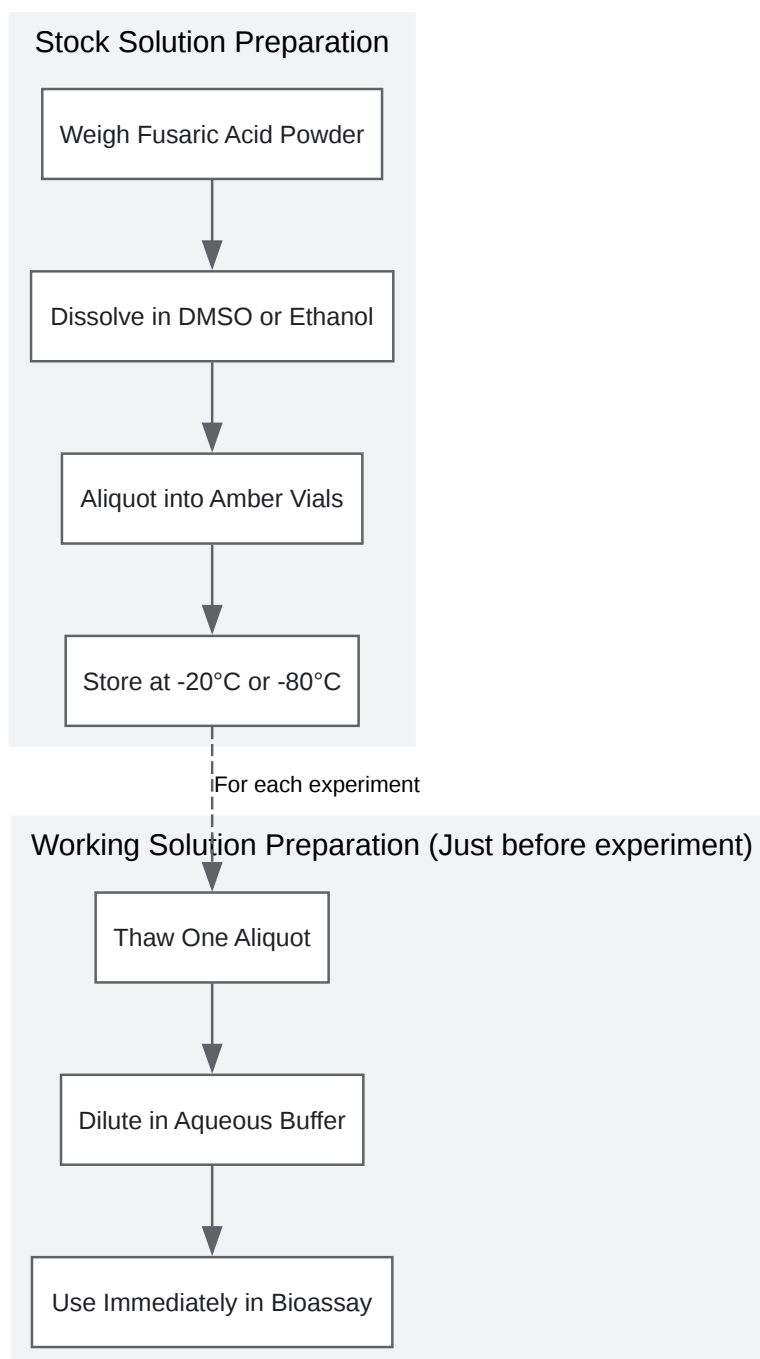 Stock Solution Preparation
Weigh Fusaric Acid Powder
Dissolve in DMSO or Ethanol
Aliquot into Amber Vials
Store at -20°C or -80°C
For each experiment
Working Solution Preparation (Just before experiment)
Thaw One Aliquot
Dilute in Aqueous Buffer
Use Immediately in Bioassay